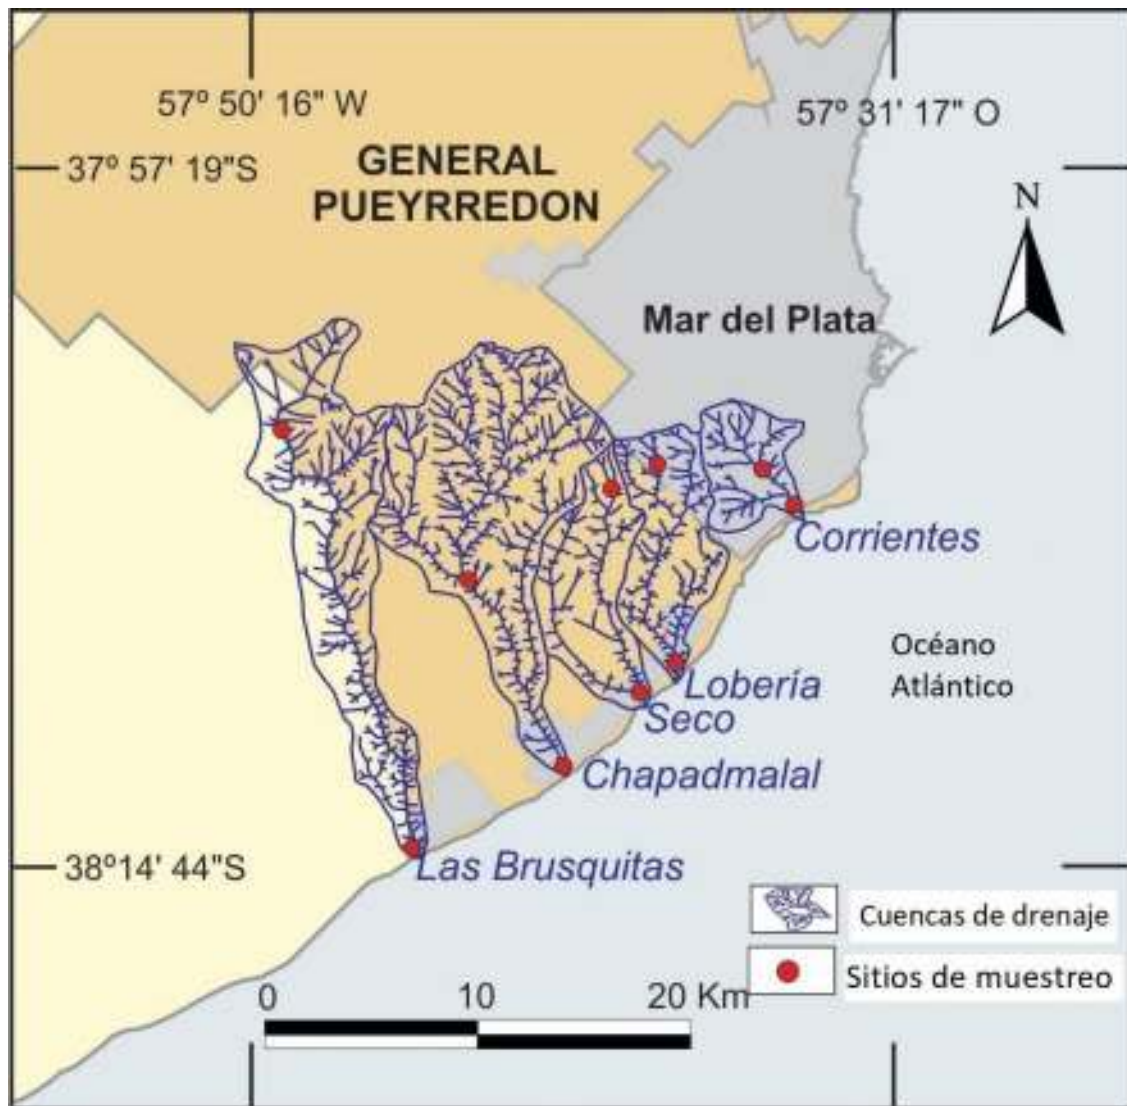 57º 50' 16" W
57º 31' 17" O
37º 57' 19"S
GENERAL
PUEYRREDON
N
Mar del Plata
Corrientes
Océano
Atlántico
Lobería
Seco
Chapadmalal
38º14' 44"S
Las Brusquitas
Cuencas de drenaje
Sitios de muestreo
0 10 20 Km